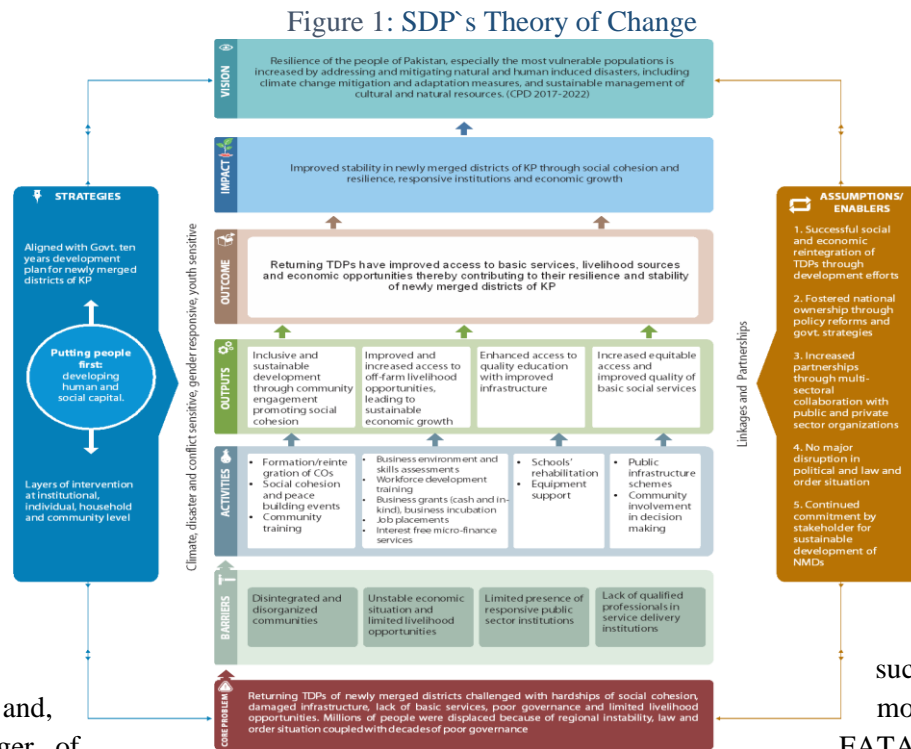 Figure 1: SDP`s Theory of Change
VISION
Resilience of the people of Pakistan, especially the most vulnerable populations is
increased by addressing and mitigating natural and human induced disasters, including
climate change mitigation and adaptation measures, and sustainable management of
cultural and natural resources. (CPD 2017-2022)
IMPACT
Improved stability in newly merged districts of KP through social cohesion and
resilience, responsive institutions and economic growth
STRATEGIES
Aligned with Govt. ten
years development
plan for newly merged
districts of KP
Putting people
first:
developing
human and
social capital.
Layers of intervention
at institutional,
individual, household
and community level
Climate, disaster and conflict sensitive, gender responsive, youth sensitive
OUTCOME
Returning TDPs have improved access to basic services, livelihood sources
and economic opportunities thereby contributing to their resilience and stability
of newly merged districts of KP
OUTPUTS
Inclusive and
sustainable
development
through community
engagement
promoting social
cohesion
Improved and
increased access to
off-farm livelihood
opportunities,
leading to
sustainable
economic growth
Enhanced access to
quality education
with improved
infrastructure
Increased equitable
access and
improved quality of
basic social services
ACTIVITIES
• Formation/reinte
gration of COs
• Social cohesion
and peace
building events
• Community
training
• Business environment and
skills assessments
• Workforce development
training
• Business grants (cash and in-
kind), business incubation
• Job placements
• Interest free micro-finance
services
• Schools'
rehabilitation
• Equipment
support
• Public
infrastructure
schemes
• Community
involvement in
decision
making
BARRIERS
Disintegrated and
disorganized
communities
Unstable economic
situation and
limited livelihood
opportunities
Limited presence of
responsive public
sector institutions
Lack of qualified
professionals in
service delivery
institutions
CORE PROBLEM
Returning TDPs of newly merged districts challenged with hardships of social cohesion,
damaged infrastructure, lack of basic services, poor governance and limited livelihood
opportunities. Millions of people were displaced because of regional instability, law and
order situation coupled with decades of poor governance
Linkages and Partnerships
ASSUMPTIONS/
ENABLERS
1. Successful social
and economic
reintegration of
TDPs through
development efforts
2. Fostered national
ownership through
policy reforms and
govt. strategies
3. Increased
partnerships
through multi-
sectoral
collaboration with
public and private
sector organizations
4. No major
disruption in
political and law and
order situation
5. Continued
commitment by
stakeholder for
sustainable
development of
NMDs
and,
of
FATA